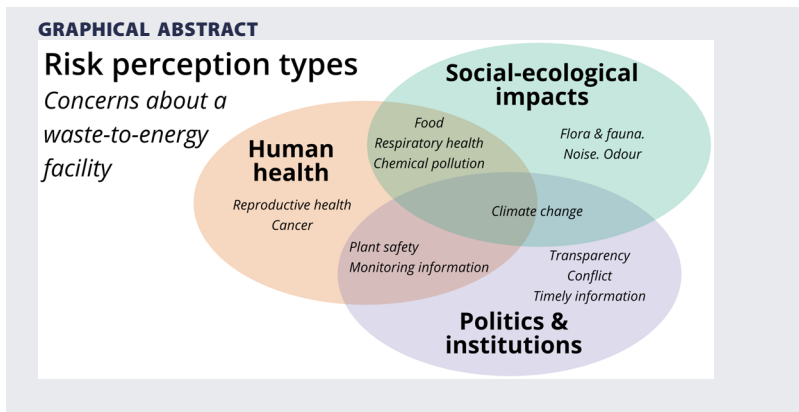 GRAPHICAL ABSTRACT
Risk perception types
Concerns about a
waste-to-energy
facility
Social-ecological
impacts
Flora & fauna.
Noise. Odour
Food
Respiratory health
Chemical pollution
Human
health
Reproductive health
Cancer
Climate change
Plant safety
Monitoring information
Transparency
Conflict
Timely information
Politics &
institutions